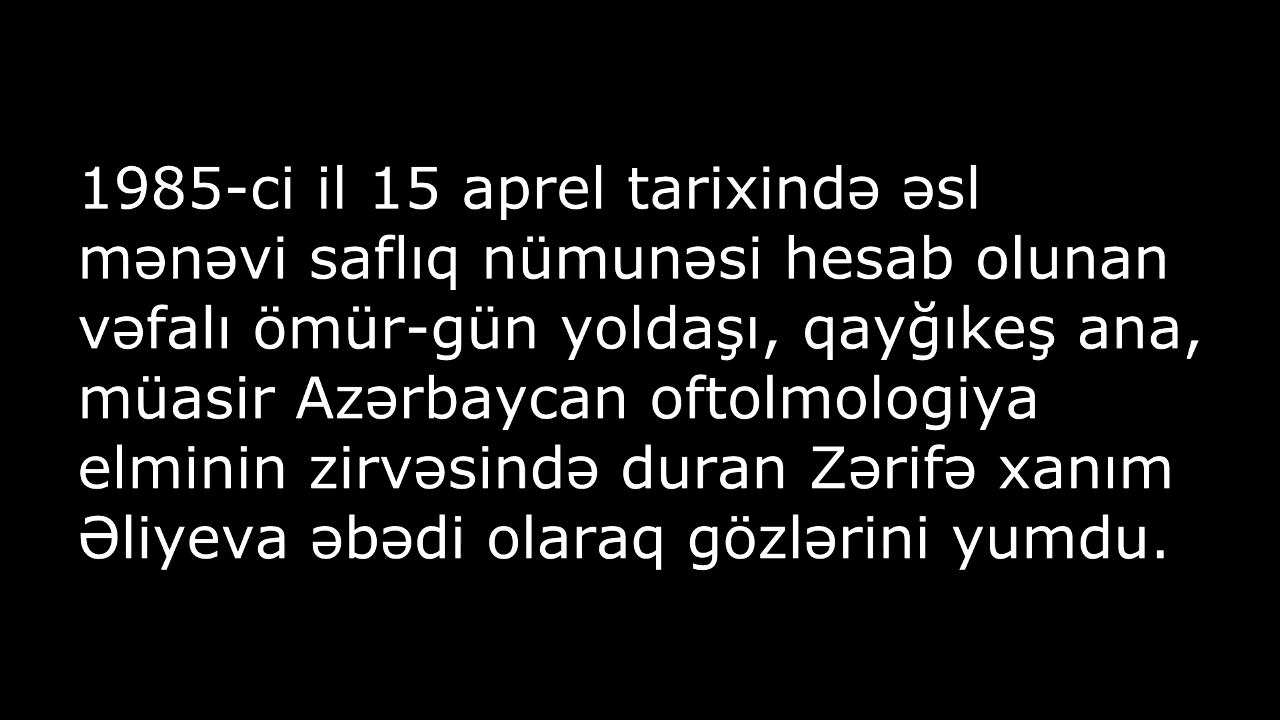 1985-ci il 15 aprel tarixində əsl
mənəvi saflıq nümunəsi hesab olunan
vəfalı ömür-gün yoldaşı, qayğıkeş ana,
müasir Azərbaycan oftolmologiya
elminin zirvəsində duran Zərifə xanım
Əliyeva əbədi olaraq gözlərini yumdu.